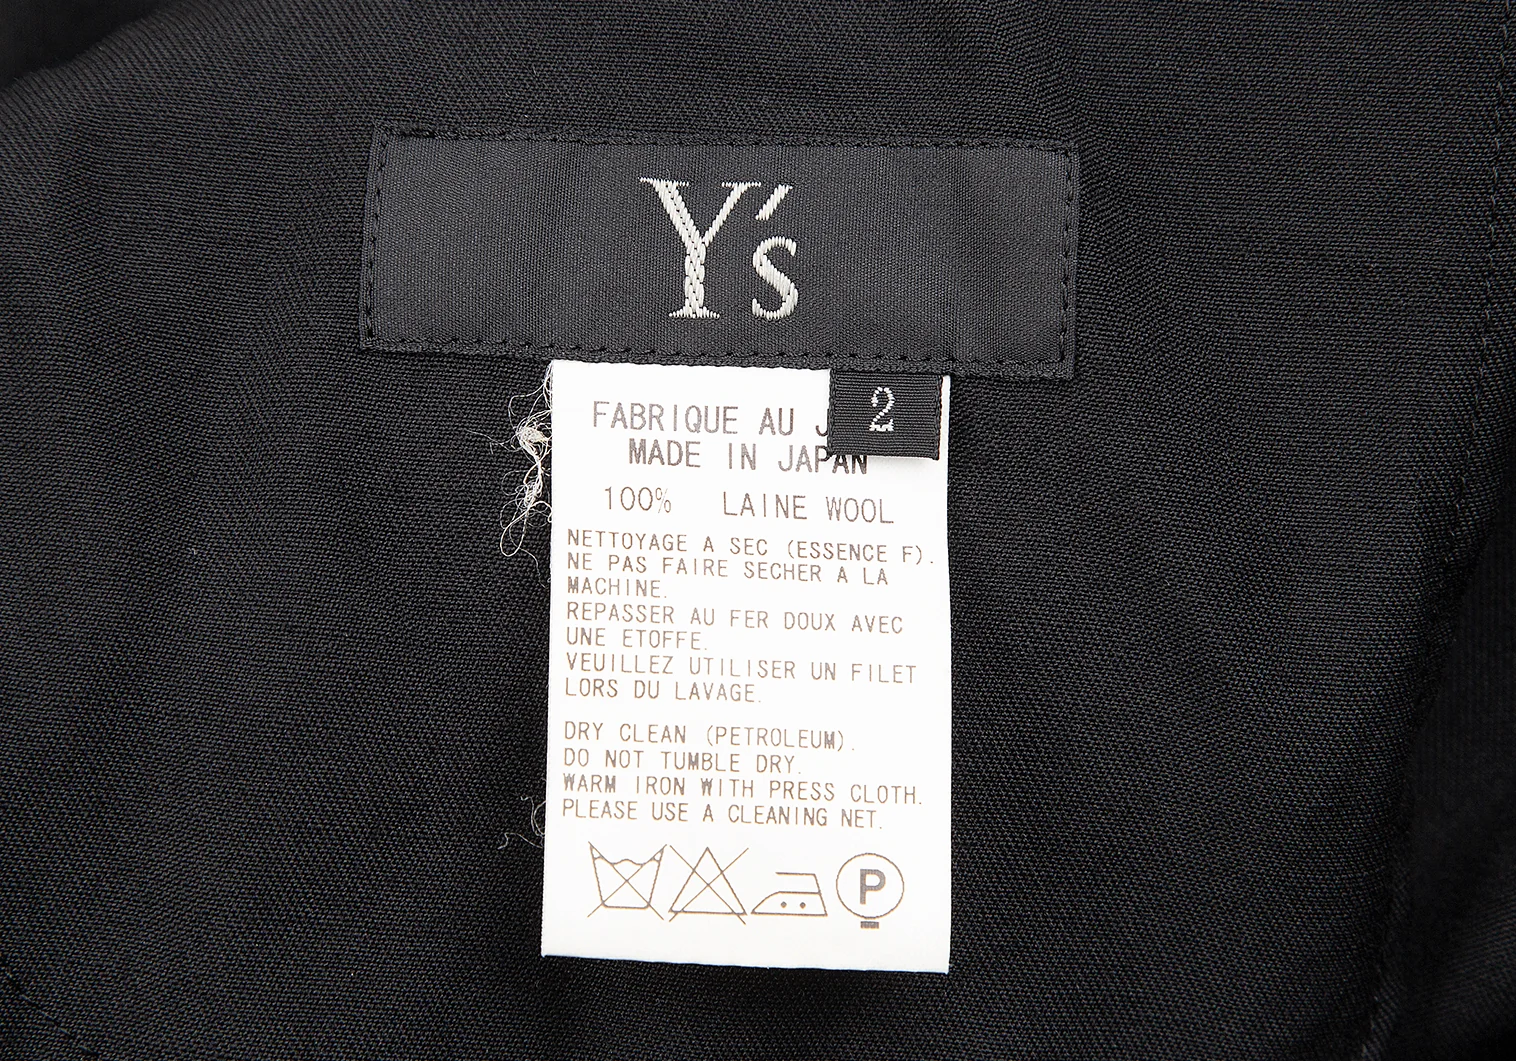 Y's
2
FABRIQUE AU
MADE IN JAPAN
100% LAINE WOOL
NETTOYAGE A SEC (ESSENCE F).
NE PAS FAIRE SECHER A LA
MACHINE.
REPASSER AU FER DOUX AVEC
UNE ETOFFE.
VEUILLEZ UTILISER UN FILET
LORS DU LAVAGE.
DRY CLEAN (PETROLEUM).
DO NOT TUMBLE DRY.
WARM IRON WITH PRESS CLOTH.
PLEASE USE A CLEANING NET.
P